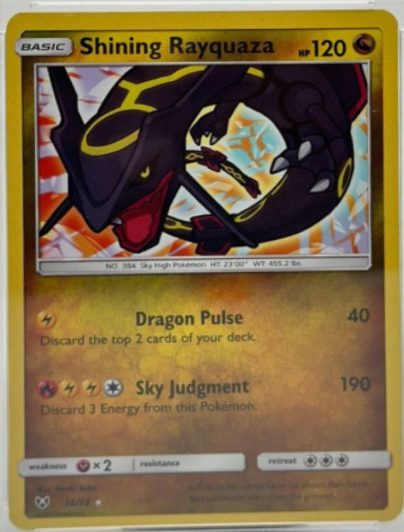 BASIC Shining Rayquaza HP 120
NO. 384 Sky High Pokémon HT: 23'00" WT: 455.2 lbs.
Dragon Pulse 40
Discard the top 2 cards of your deck.
Sky Judgment 190
Discard 3 Energy from this Pokémon.
weakness × 2 resistance retreat
56/73